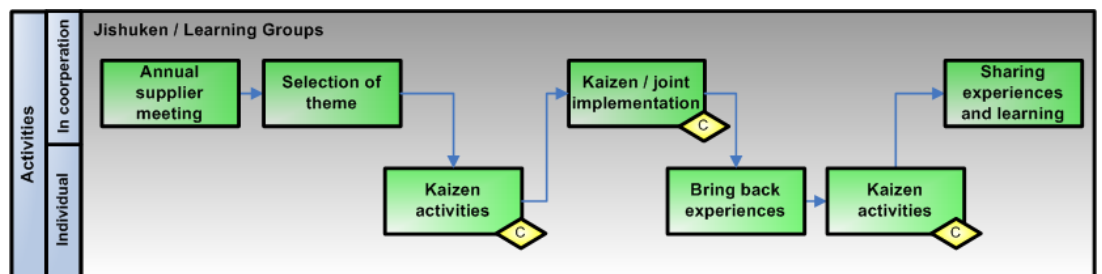 Activities
In coorperation
Individual
Jishuken / Learning Groups
Annual
supplier
meeting
Selection of
theme
Kaizen
activities
C
Kaizen / joint
implementation
C
Bring back
experiences
Kaizen
activities
C
Sharing
experiences
and learning